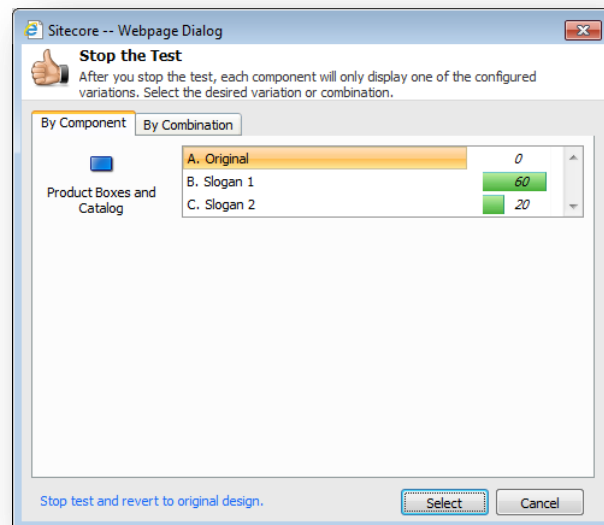 Sitecore -- Webpage Dialog
Stop the Test
After you stop the test, each component will only display one of the configured
variations. Select the desired variation or combination.
By Component
By Combination
Product Boxes and
Catalog
A. Original 0
B. Slogan 1 60
C. Slogan 2 20
Stop test and revert to original design.
Select
Cancel